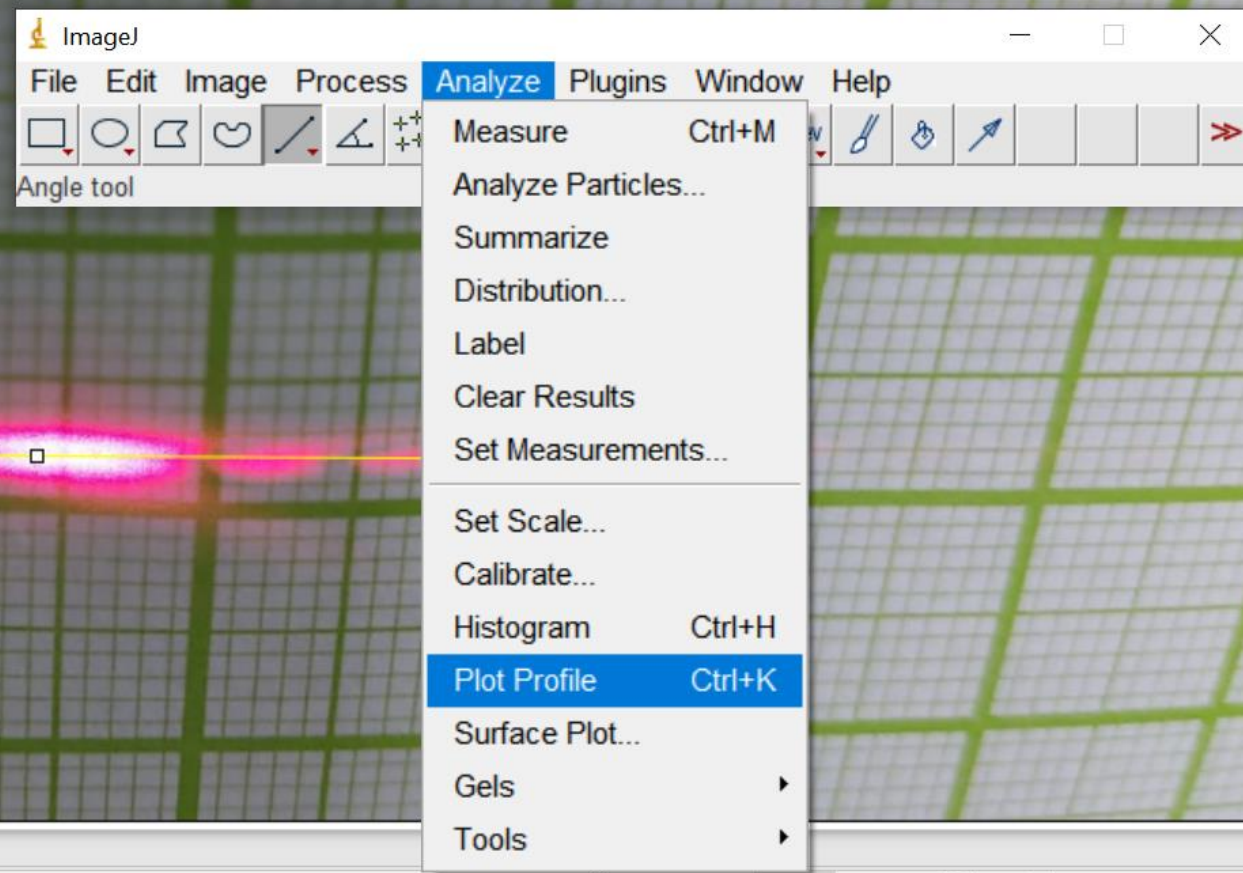 ImageJ
File Edit Image Process Analyze Plugins Window Help
Angle tool
Measure Ctrl+M
Analyze Particles...
Summarize
Distribution...
Label
Clear Results
Set Measurements...
Set Scale...
Calibrate...
Histogram Ctrl+H
Plot Profile Ctrl+K
Surface Plot...
Gels
Tools